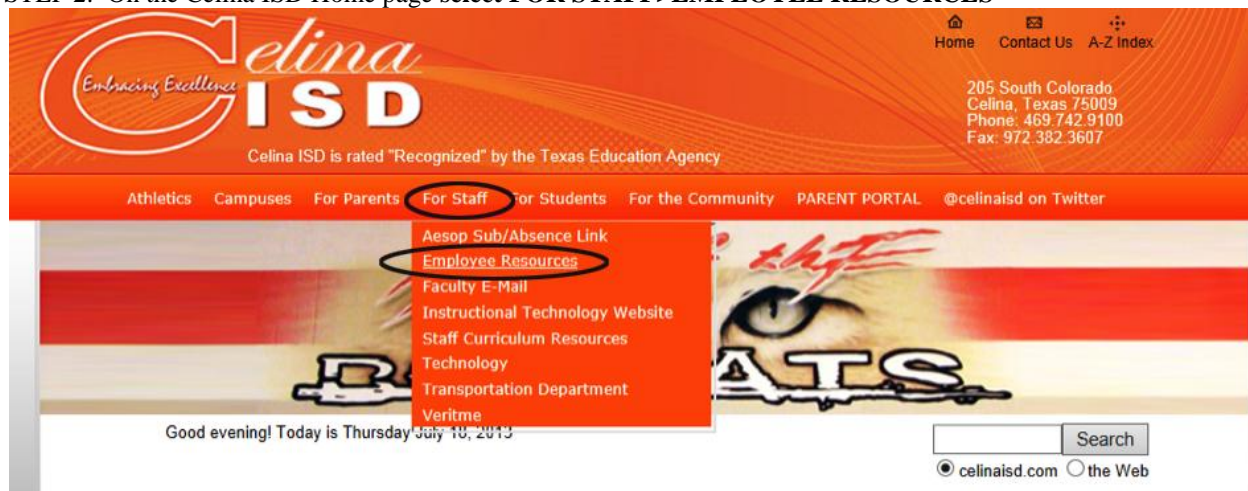 STEP 2: On the Celina ISD Home page select FOR STAFF>EMPLOYEE RESOURCES
Home Contact Us A-Z Index
Celina
Embracing Excellence
ISD
205 South Colorado
Celina, Texas 75009
Phone: 469.742.9100
Fax: 972.382.3607
Celina ISD is rated "Recognized" by the Texas Education Agency
Athletics Campuses For Parents For Staff For Students For the Community PARENT PORTAL @celinaisd on Twitter
Aesop Sub/Absence Link
Employee Resources
Faculty E-Mail
Instructional Technology Website
Staff Curriculum Resources
Technology
Transportation Department
Veritme
Good evening! Today is Thursday July 18, 2013
Search
celinaisd.com the Web